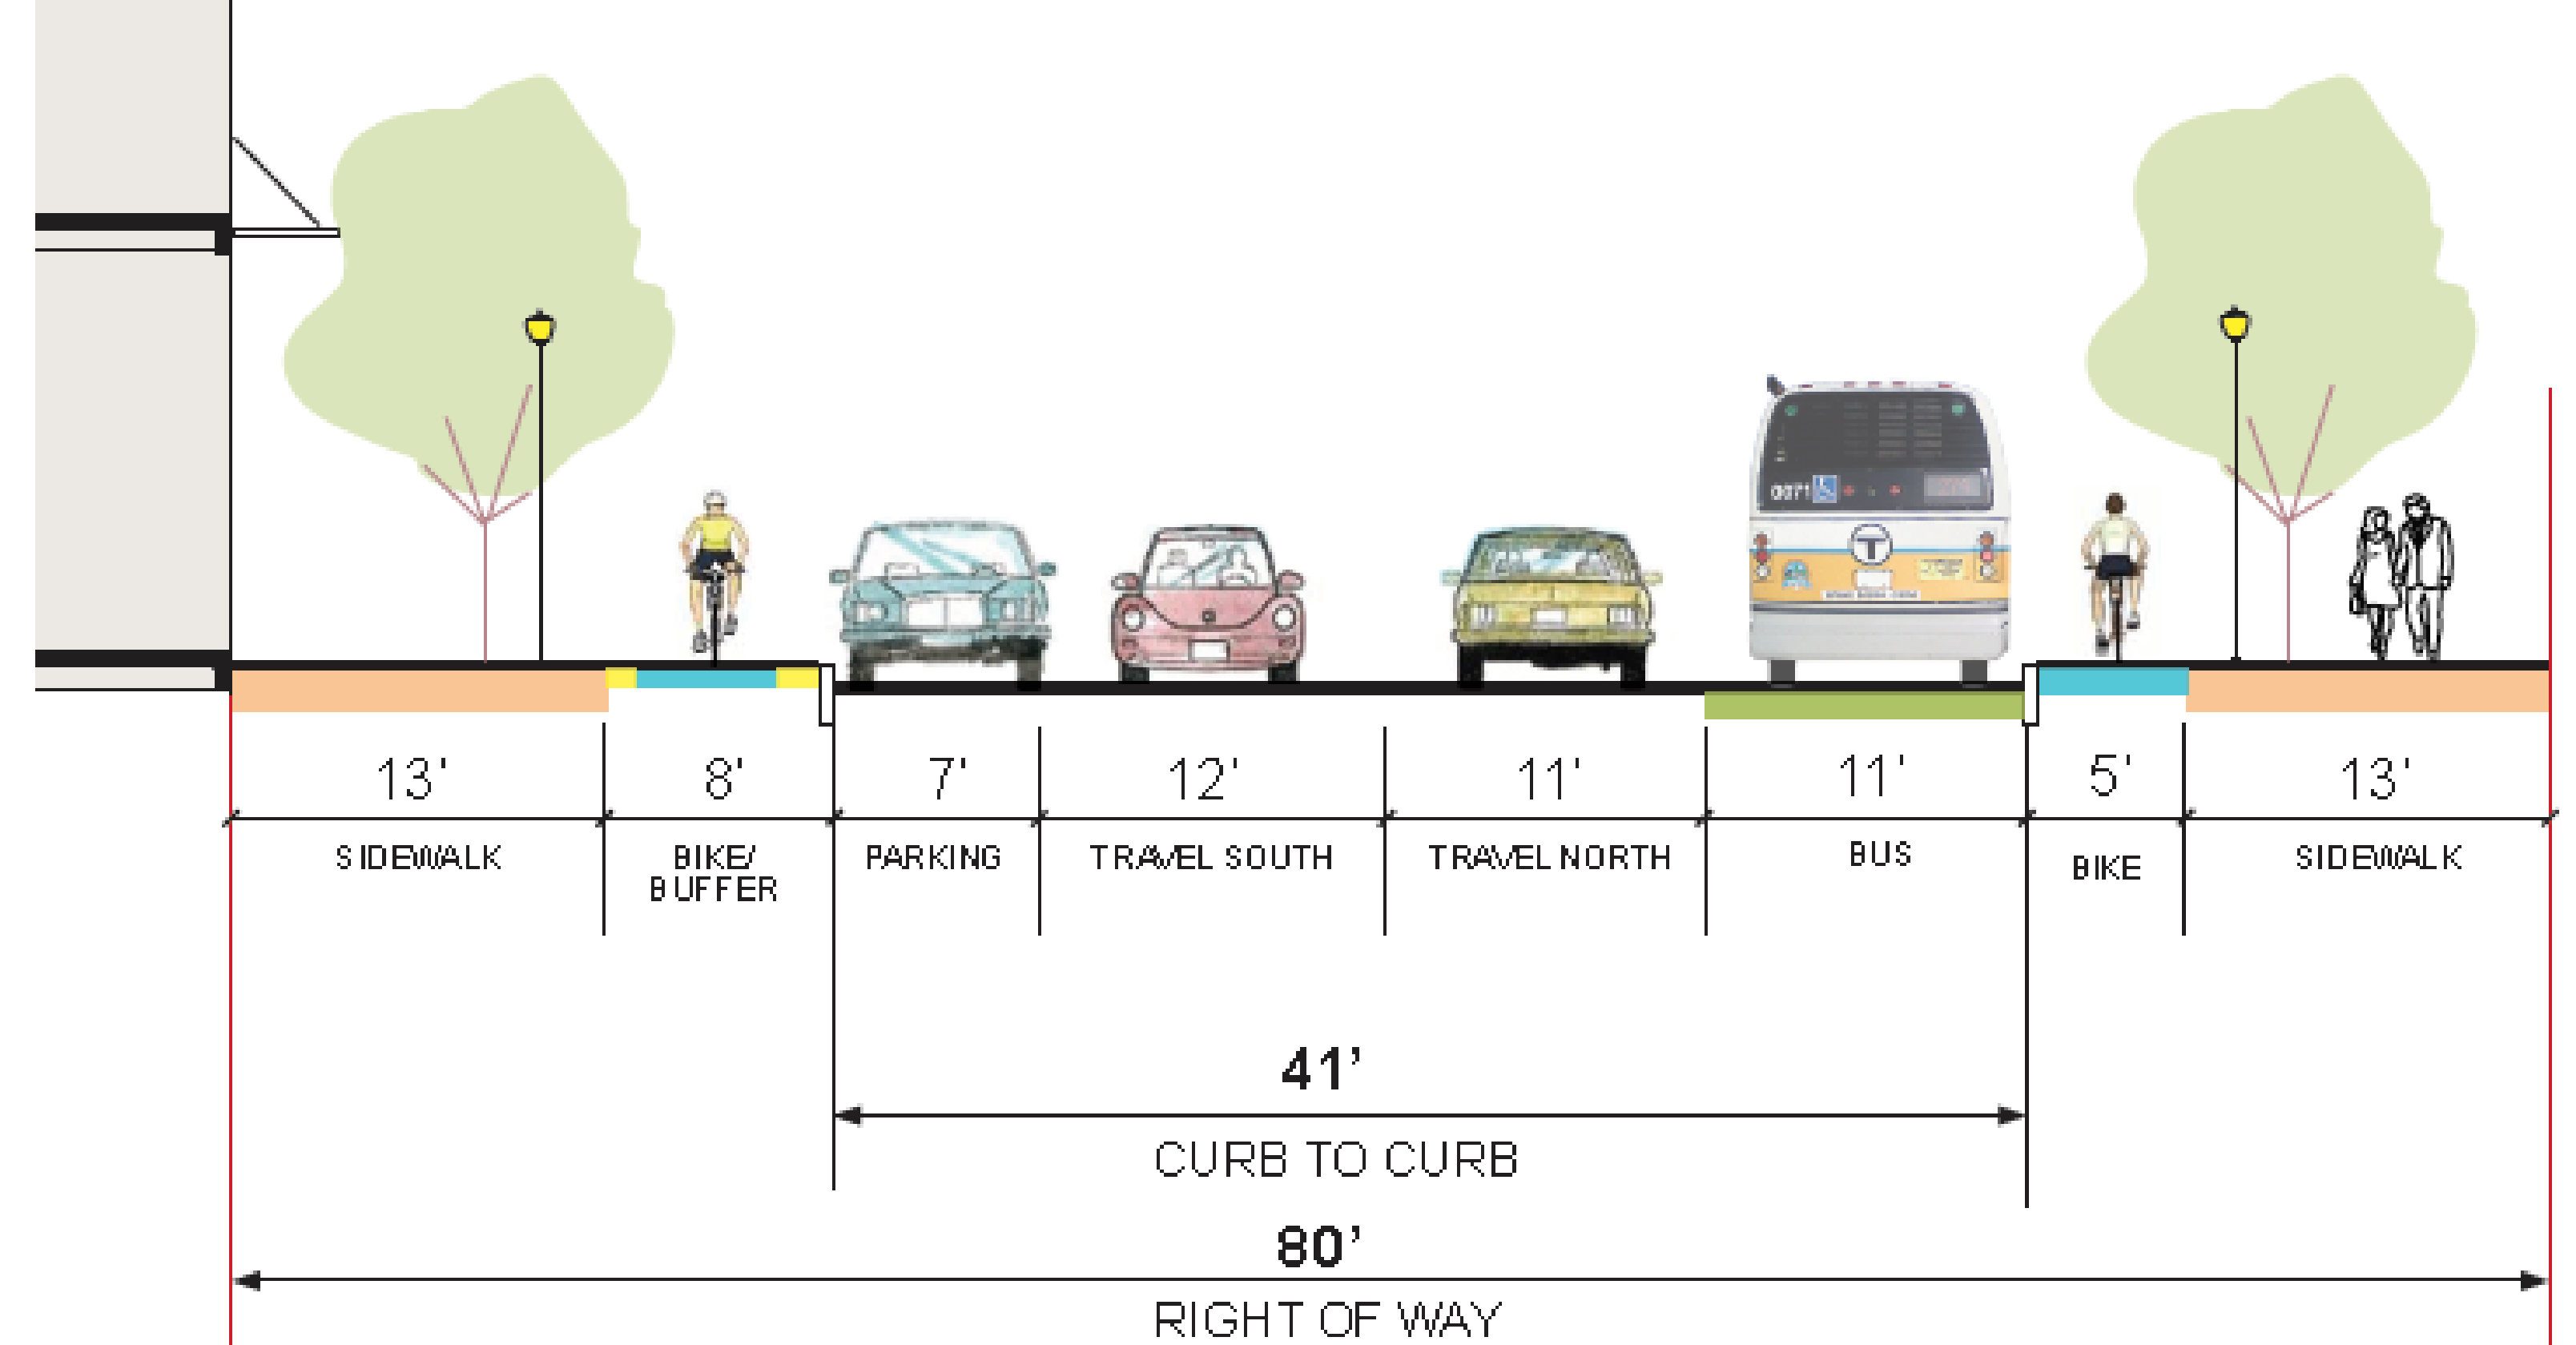 0071
T
13' 8' 7' 12' 11' 11' 5' 13'
SIDEWALK BIKE/ PARKING TRAVEL SOUTH TRAVEL NORTH BUS BIKE SIDEWALK
BUFFER
41'
CURB TO CURB
80'
RIGHT OF WAY